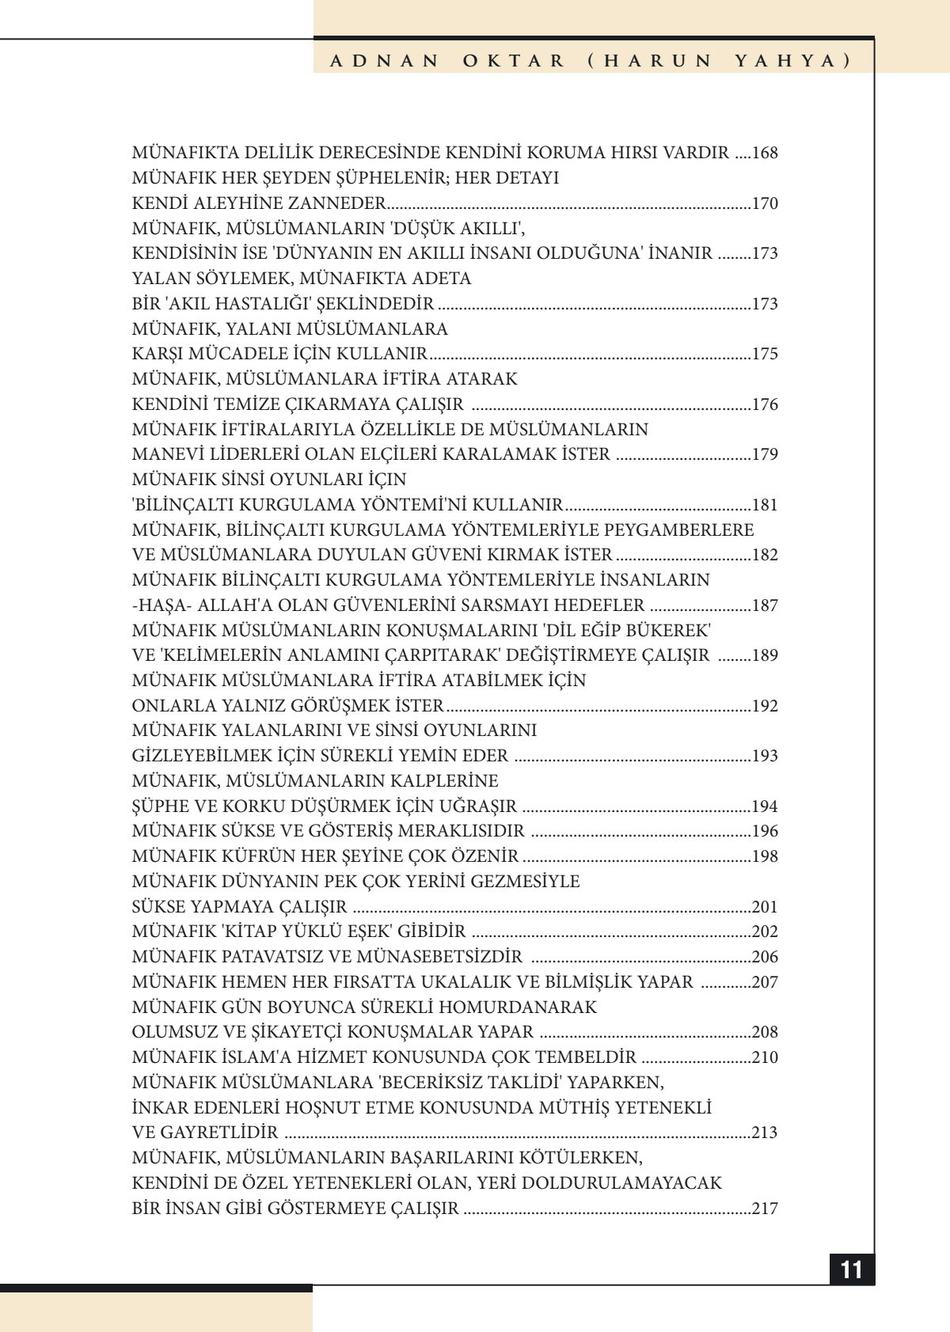 ADNAN OKTAR (HARUN YAHYA)
MÜNAFIKTA DELİLİK DERECESİNDE KENDİNİ KORUMA HIRSI VARDIR ....168
MÜNAFIK HER ŞEYDEN ŞÜPHELENİR; HER DETAYI
KENDİ ALEYHİNE ZANNEDER......................................................................................170
MÜNAFIK, MÜSLÜMANLARIN 'DÜŞÜK AKILLI',
KENDİSİNİN İSE 'DÜNYANIN EN AKILLI İNSANI OLDUĞUNA' İNANIR ........173
YALAN SÖYLEMEK, MÜNAFIKTA ADETA
BİR 'AKIL HASTALIĞI' ŞEKLİNDEDİR ..........................................................................173
MÜNAFIK, YALANI MÜSLÜMANLARA
KARŞI MÜCADELE İÇİN KULLANIR............................................................................175
MÜNAFIK, MÜSLÜMANLARA İFTİRA ATARAK
KENDİNİ TEMİZE ÇIKARMAYA ÇALIŞIR ..................................................................176
MÜNAFIK İFTİRALARIYLA ÖZELLİKLE DE MÜSLÜMANLARIN
MANEVİ LİDERLERİ OLAN ELÇİLERİ KARALAMAK İSTER ................................179
MÜNAFIK SİNSİ OYUNLARI İÇIN
'BİLİNÇALTI KURGULAMA YÖNTEMİ'Nİ KULLANIR............................................181
MÜNAFIK, BİLİNÇALTI KURGULAMA YÖNTEMLERİYLE PEYGAMBERLERE
VE MÜSLÜMANLARA DUYULAN GÜVENİ KIRMAK İSTER................................182
MÜNAFIK BİLİNÇALTI KURGULAMA YÖNTEMLERİYLE İNSANLARIN
-HAŞA- ALLAH'A OLAN GÜVENLERİNİ SARSMAYI HEDEFLER ........................187
MÜNAFIK MÜSLÜMANLARIN KONUŞMALARINI 'DİL EĞİP BÜKEREK'
VE 'KELİMELERİN ANLAMINI ÇARPITARAK' DEĞİŞTİRMEYE ÇALIŞIR ........189
MÜNAFIK MÜSLÜMANLARA İFTİRA ATABİLMEK İÇİN
ONLARLA YALNIZ GÖRÜŞMEK İSTER........................................................................192
MÜNAFIK YALANLARINI VE SİNSİ OYUNLARINI
GİZLEYEBİLMEK İÇİN SÜREKLİ YEMİN EDER ........................................................193
MÜNAFIK, MÜSLÜMANLARIN KALPLERİNE
ŞÜPHE VE KORKU DÜŞÜRMEK İÇİN UĞRAŞIR ......................................................194
MÜNAFIK SÜKSE VE GÖSTERİŞ MERAKLISIDIR ....................................................196
MÜNAFIK KÜFRÜN HER ŞEYİNE ÇOK ÖZENİR ......................................................198
MÜNAFIK DÜNYANIN PEK ÇOK YERİNİ GEZMESİYLE
SÜKSE YAPMAYA ÇALIŞIR ..............................................................................................201
MÜNAFIK 'KİTAP YÜKLÜ EŞEK' GİBİDİR ..................................................................202
MÜNAFIK PATAVATSIZ VE MÜNASEBETSİZDİR ....................................................206
MÜNAFIK HEMEN HER FIRSATTA UKALALIK VE BİLMİŞLİK YAPAR ............207
MÜNAFIK GÜN BOYUNCA SÜREKLİ HOMURDANARAK
OLUMSUZ VE ŞİKAYETÇİ KONUŞMALAR YAPAR ..................................................208
MÜNAFIK İSLAM'A HİZMET KONUSUNDA ÇOK TEMBELDİR ..........................210
MÜNAFIK MÜSLÜMANLARA 'BECERİKSİZ TAKLİDİ' YAPARKEN,
İNKAR EDENLERİ HOŞNUT ETME KONUSUNDA MÜTHİŞ YETENEKLİ
VE GAYRETLİDİR ..............................................................................................................213
MÜNAFIK, MÜSLÜMANLARIN BAŞARILARINI KÖTÜLERKEN,
KENDİNİ DE ÖZEL YETENEKLERİ OLAN, YERİ DOLDURULAMAYACAK
BİR İNSAN GİBİ GÖSTERMEYE ÇALIŞIR ....................................................................217
11